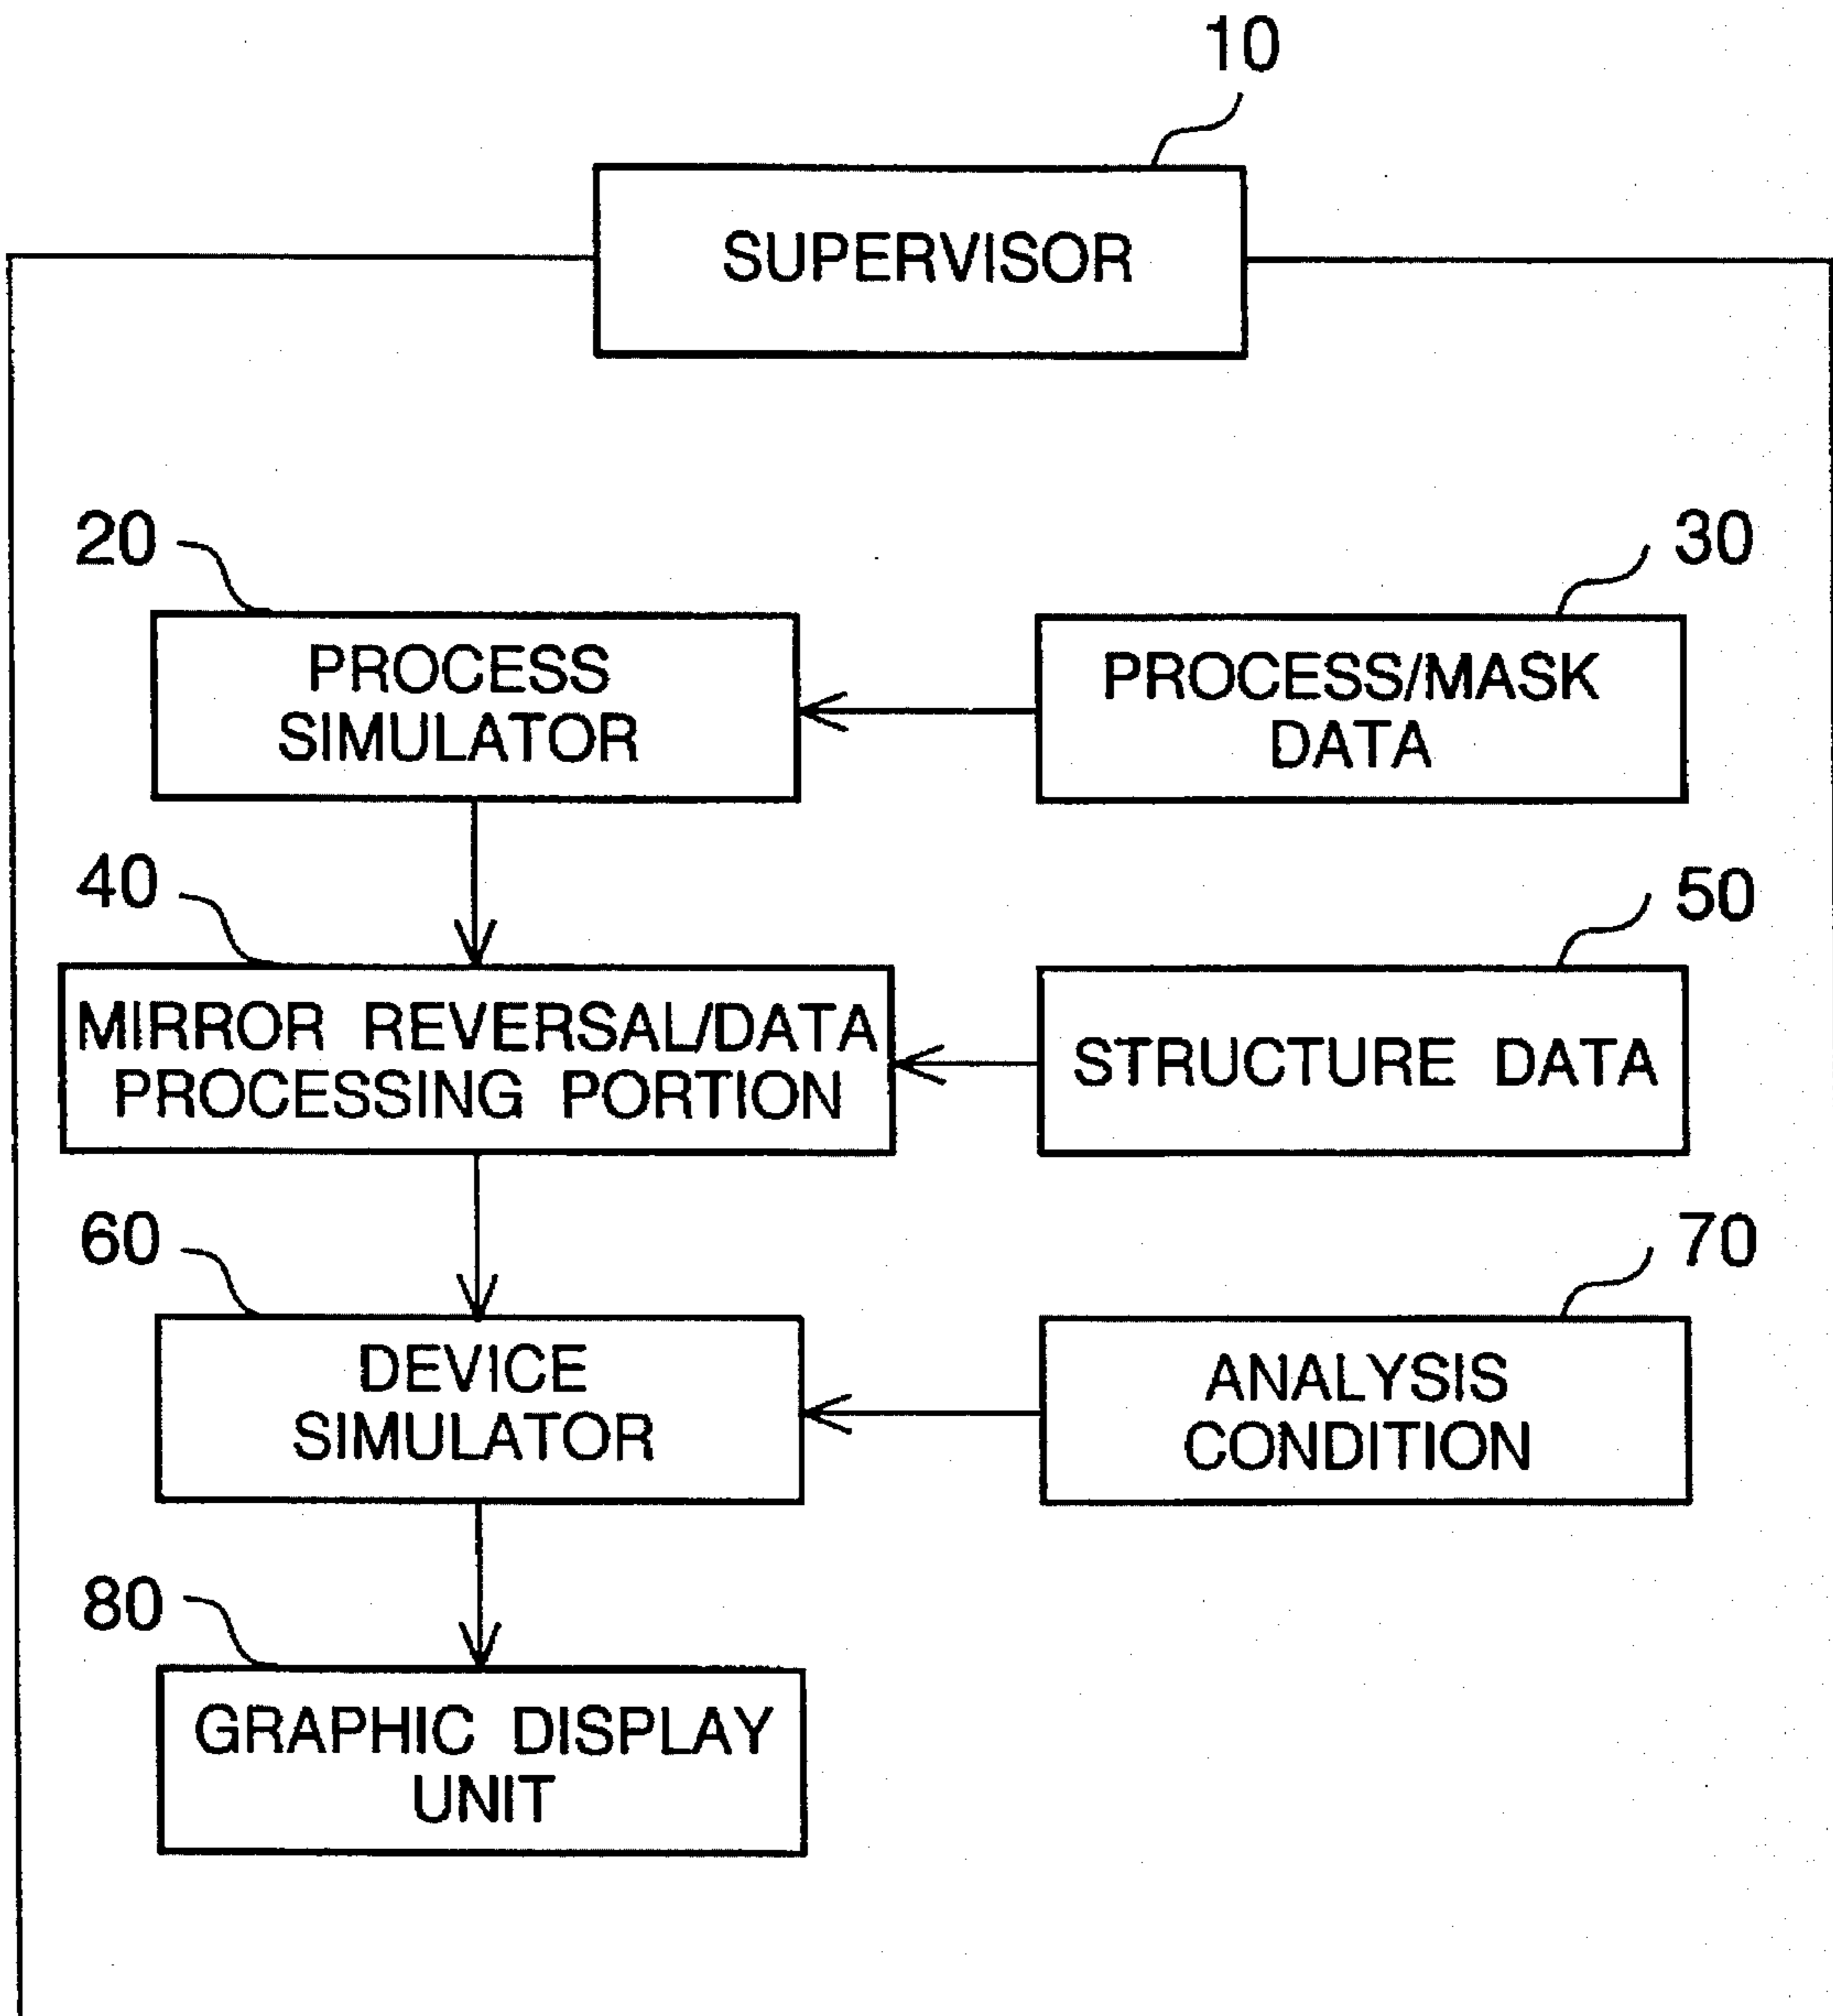 10
SUPERVISOR
20
30
PROCESS
SIMULATOR
PROCESS/MASK
DATA
40
50
MIRROR REVERSAL/DATA
PROCESSING PORTION
STRUCTURE DATA
60
70
DEVICE
SIMULATOR
ANALYSIS
CONDITION
80
GRAPHIC DISPLAY
UNIT